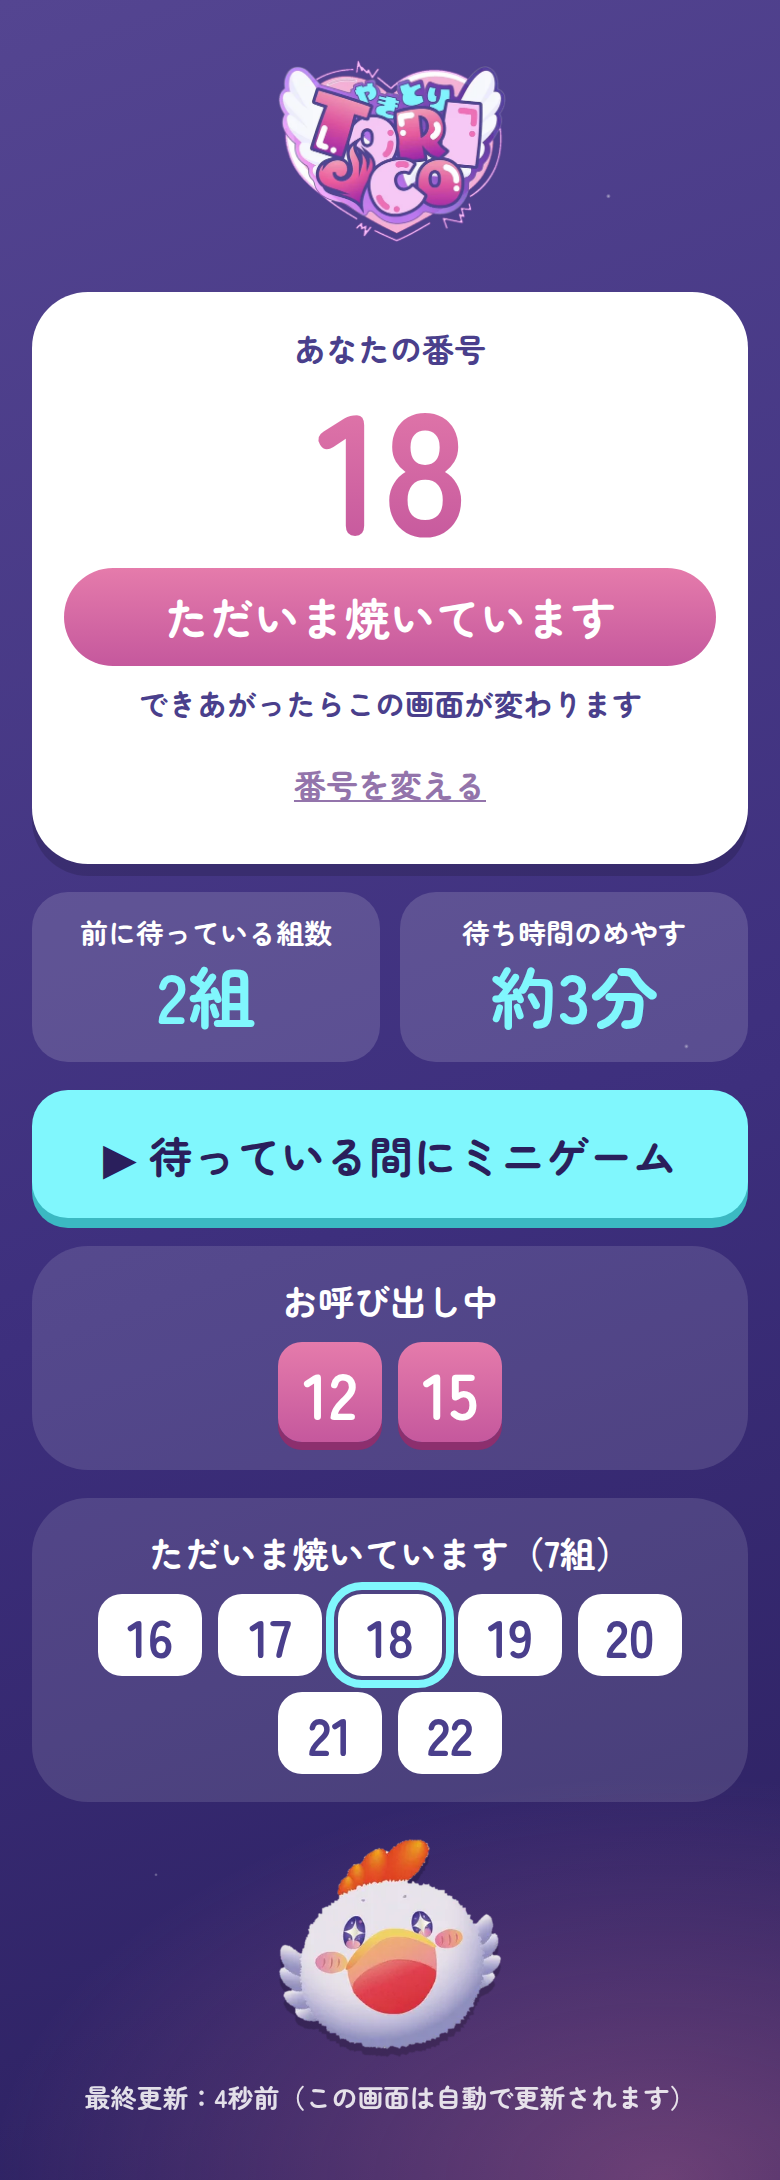 やきとり
TORICO
あなたの番号
18
ただいま焼いています
できあがったらこの画面が変わります
番号を変える
前に待っている組数
2組
待ち時間のめやす
約3分
▶ 待っている間にミニゲーム
お呼び出し中
12 15
ただいま焼いています（7組）
16 17 18 19 20
21 22
最終更新：4秒前（この画面は自動で更新されます）